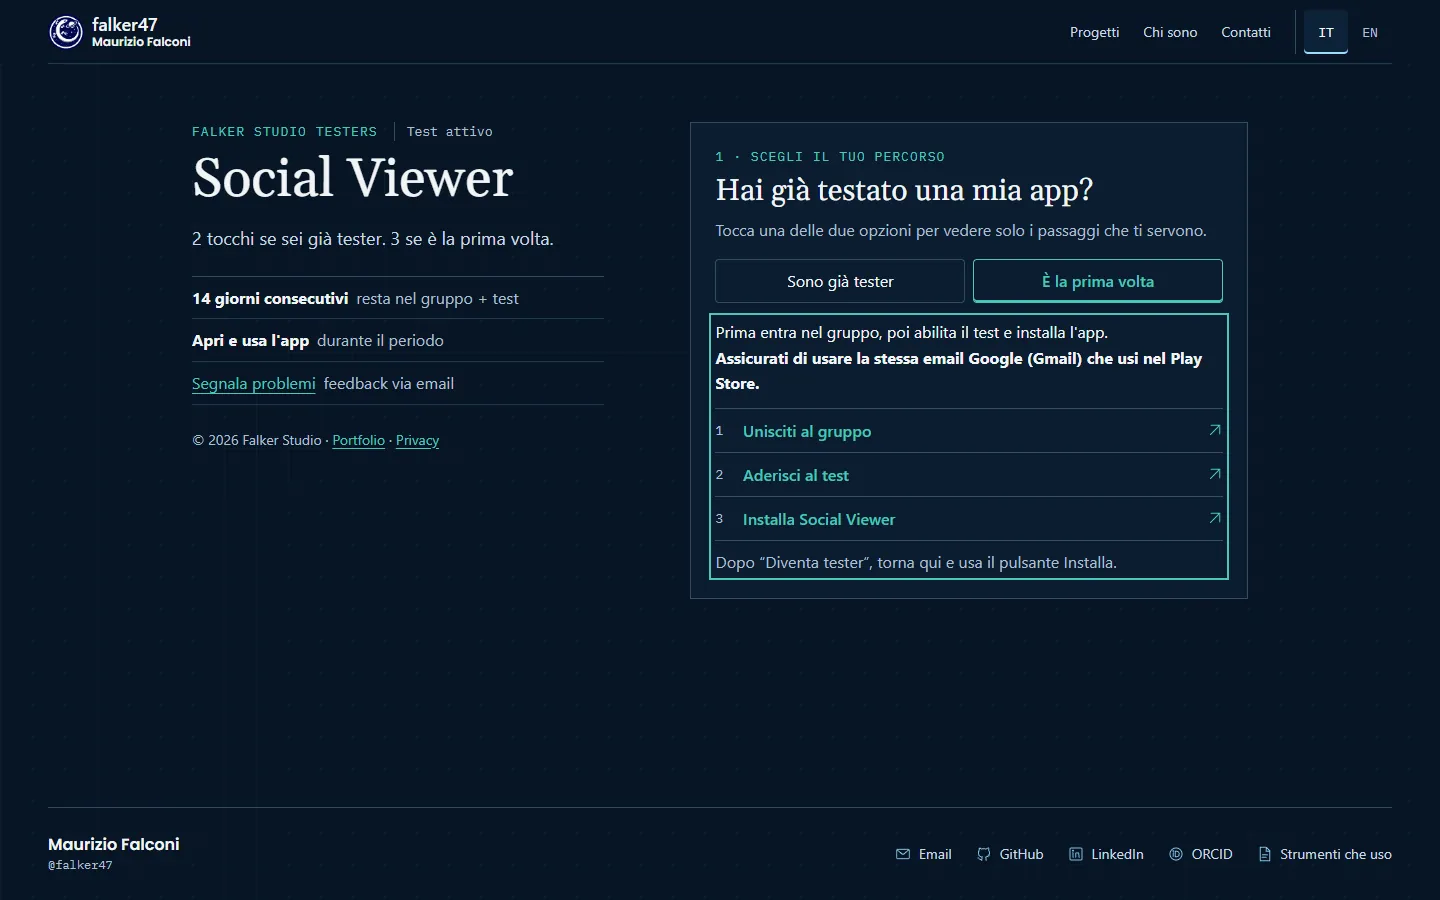 falker47
Maurizio Falconi
Progetti
Chi sono
Contatti
IT
EN
FALKER STUDIO TESTERS
Test attivo
Social Viewer
2 tocchi se sei già tester. 3 se è la prima volta.
14 giorni consecutivi resta nel gruppo + test
Apri e usa l'app durante il periodo
Segnala problemi feedback via email
© 2026 Falker Studio · Portfolio · Privacy
1 · SCEGLI IL TUO PERCORSO
Hai già testato una mia app?
Tocca una delle due opzioni per vedere solo i passaggi che ti servono.
Sono già tester
È la prima volta
Prima entra nel gruppo, poi abilita il test e installa l'app.
Assicurati di usare la stessa email Google (Gmail) che usi nel Play
Store.
1 Unisciti al gruppo
2 Aderisci al test
3 Installa Social Viewer
Dopo “Diventa tester”, torna qui e usa il pulsante Installa.
Maurizio Falconi
@falker47
Email
GitHub
LinkedIn
ORCID
Strumenti che uso